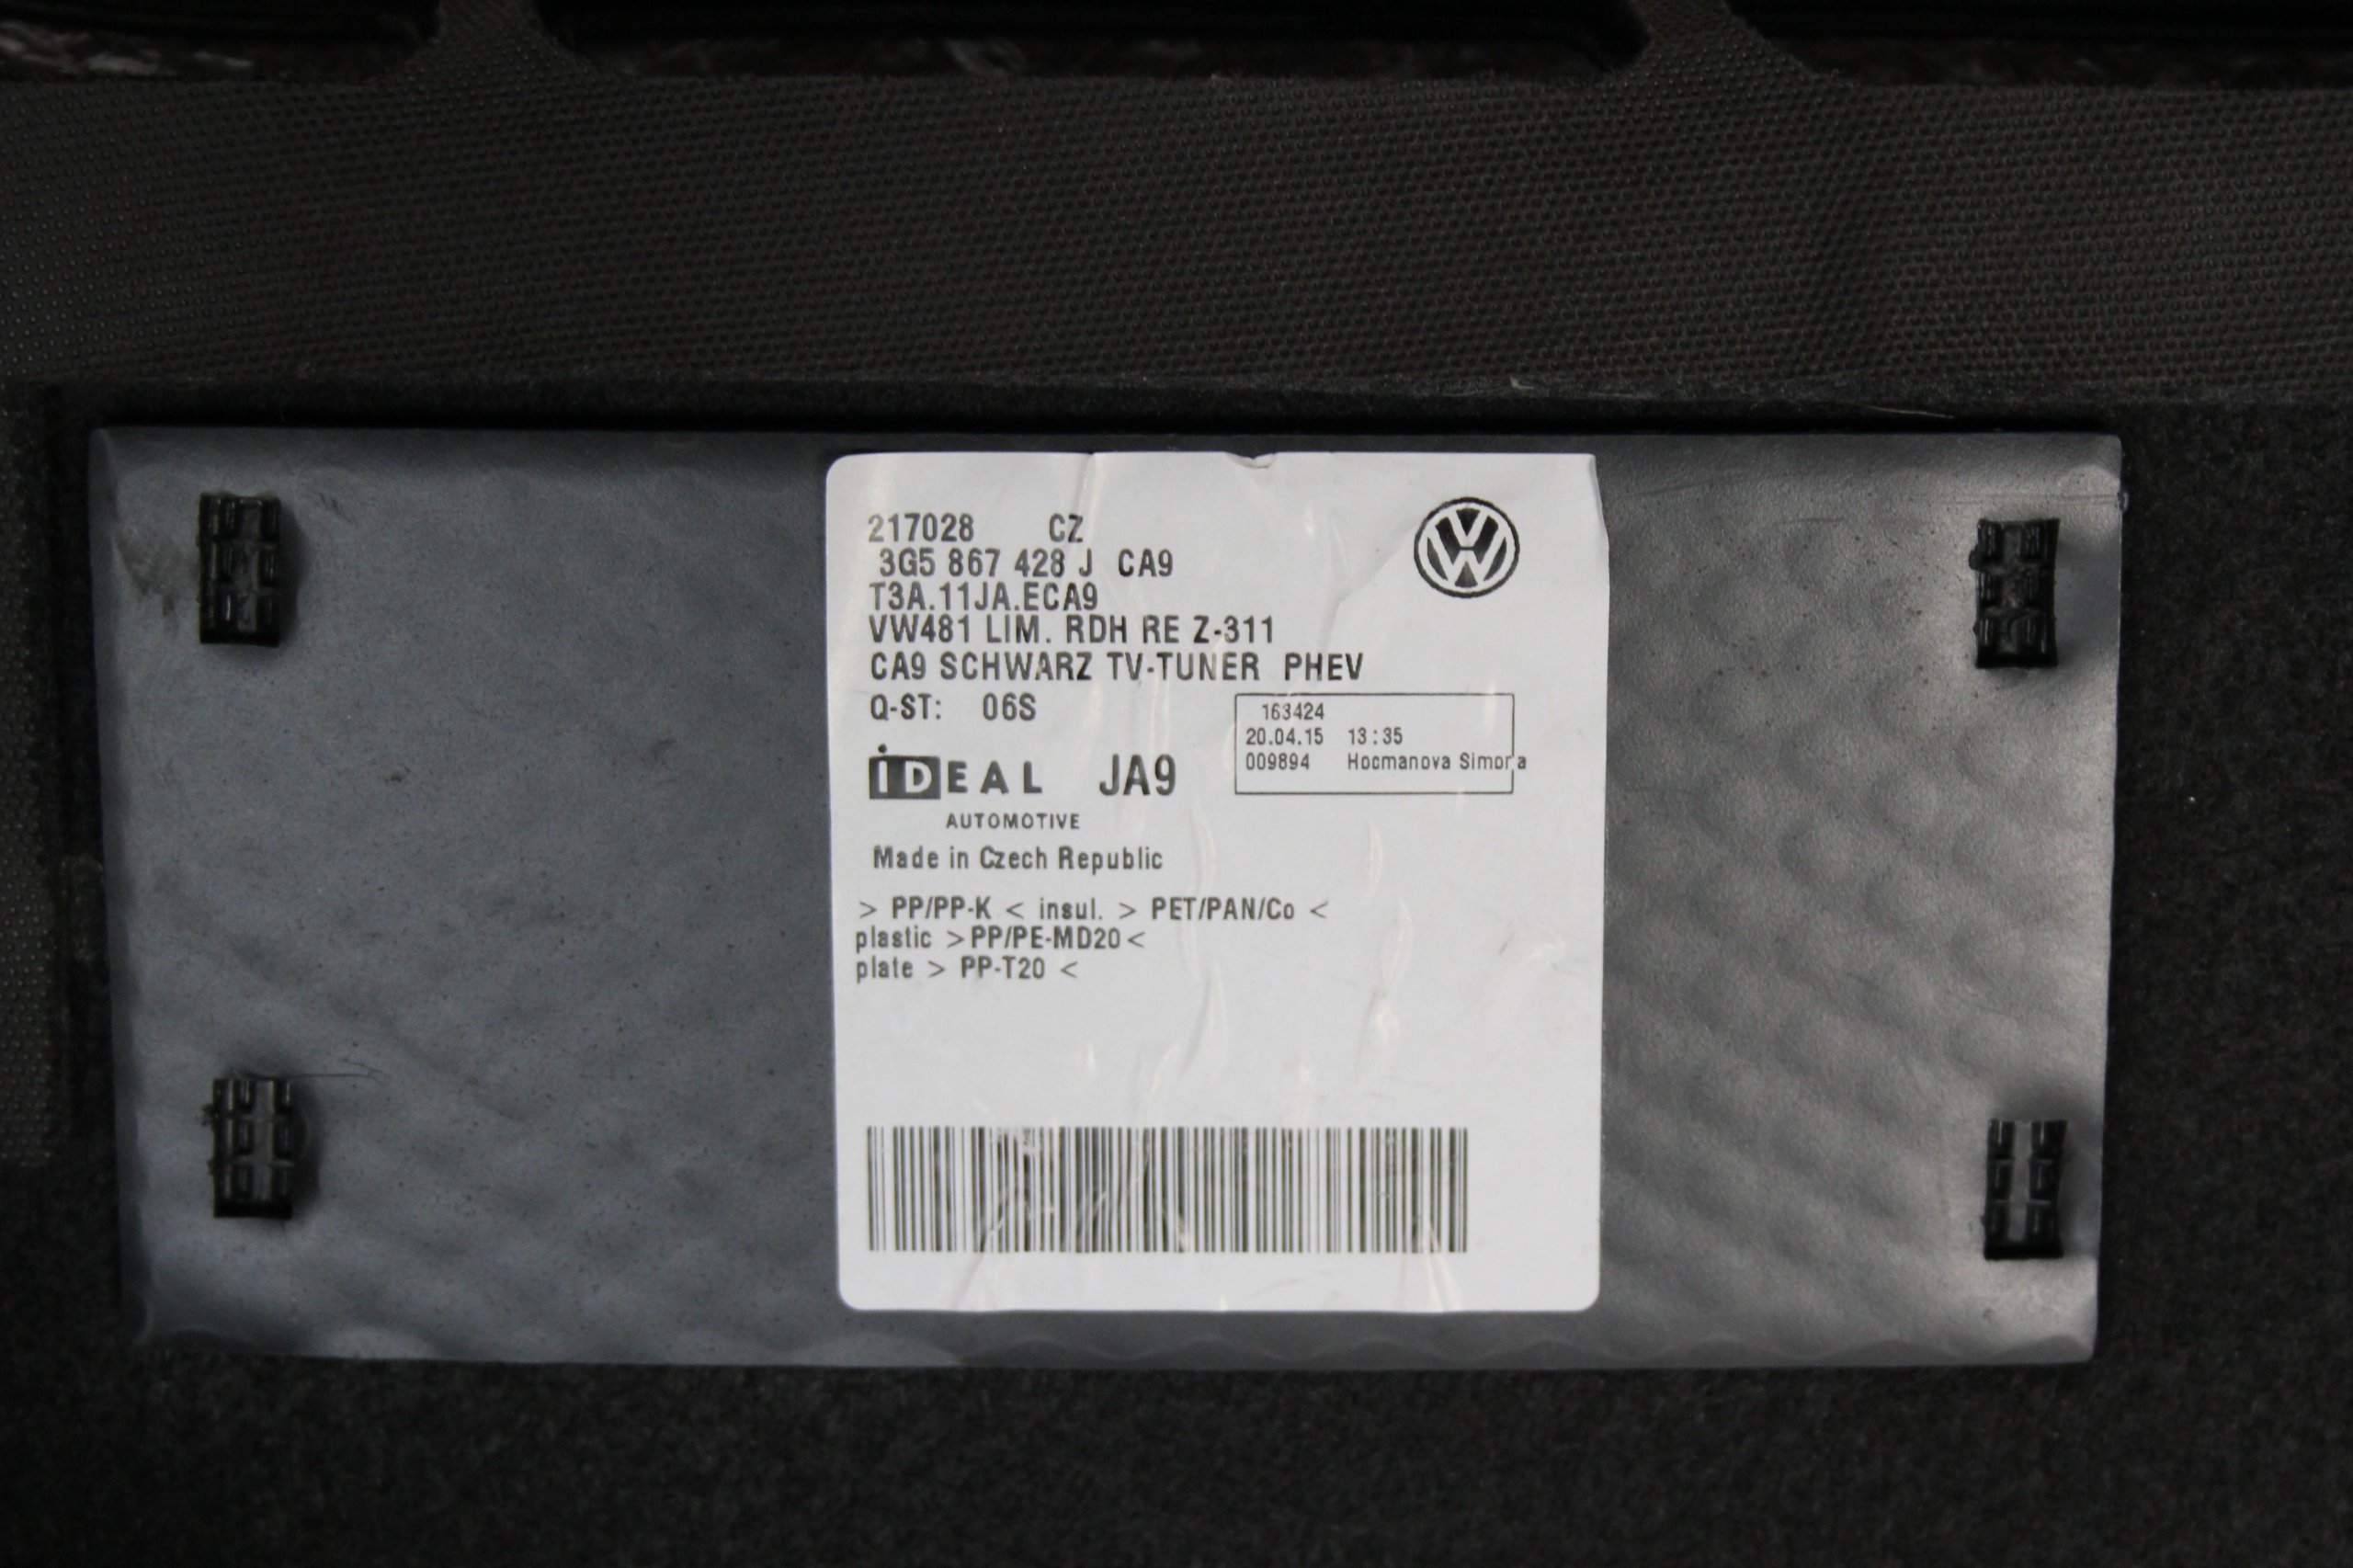 217028 CZ
3G5 867 428 J CA9
T3A.11JA.ECA9
VW481 LIM. RDH RE Z-311
CA9 SCHWARZ TV-TUNER PHEV
Q-ST: 06S
163424
20.04.15 13:35
009894 Hocmanova Simona
iDEAL JA9
AUTOMOTIVE
Made in Czech Republic
> PP/PP-K < insul. > PET/PAN/Co <
plastic >PP/PE-MD20<
plate > PP-T20 <